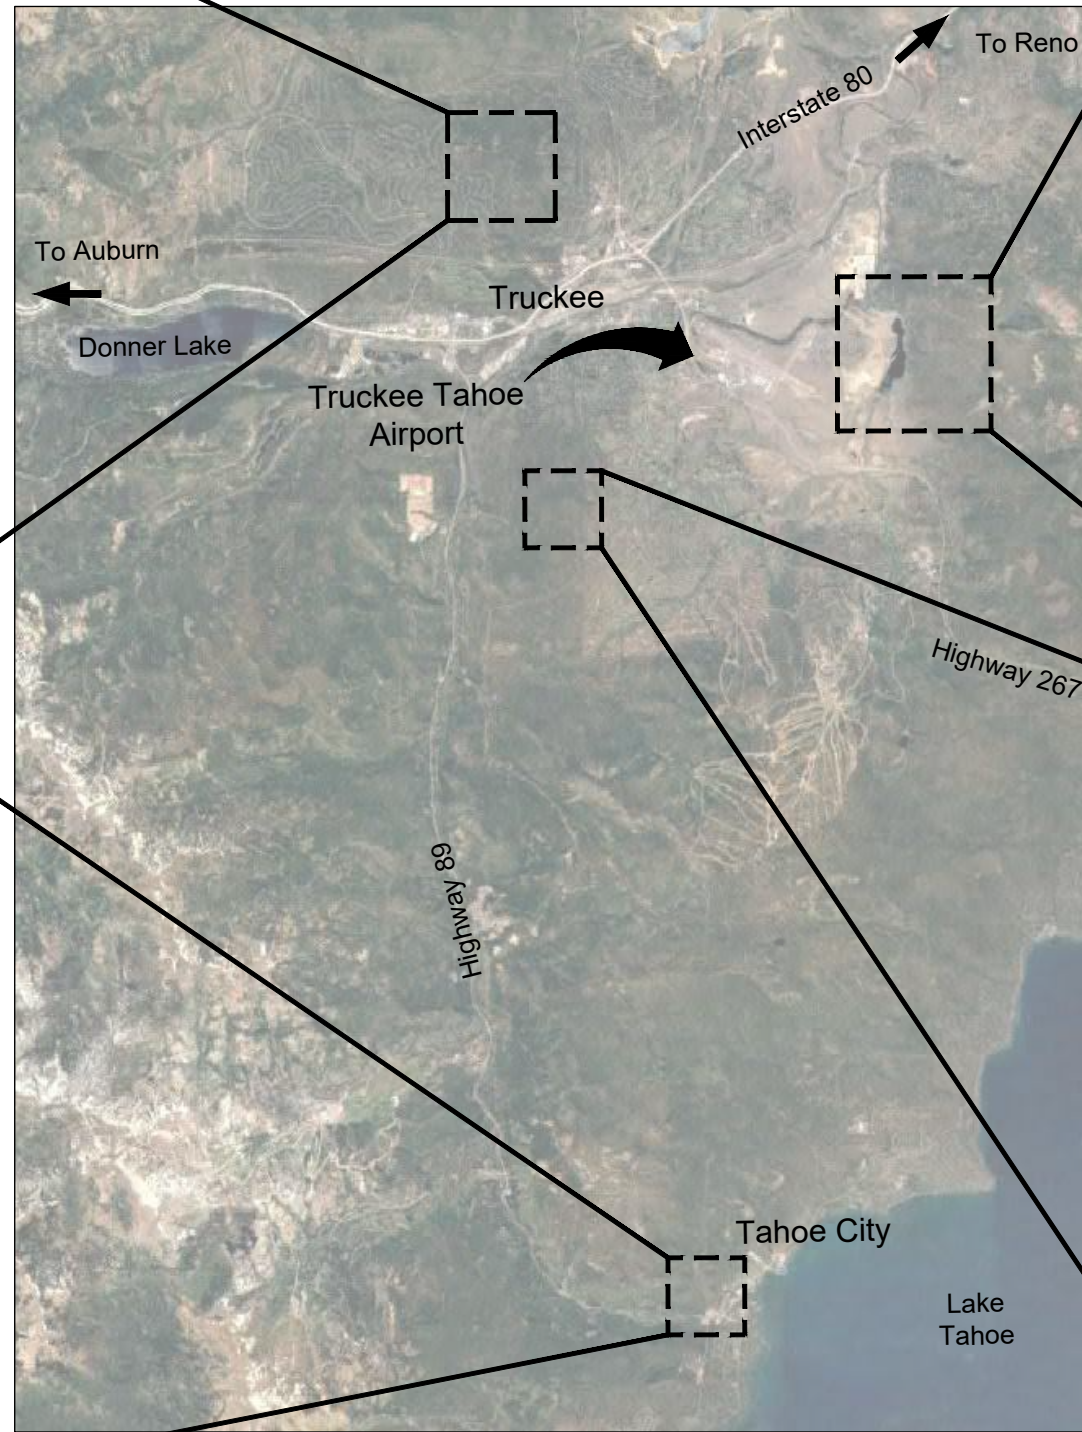 To Reno
Interstate 80
To Auburn
Truckee
Donner Lake
Truckee Tahoe
Airport
Highway 267
Highway 89
Tahoe City
Lake
Tahoe